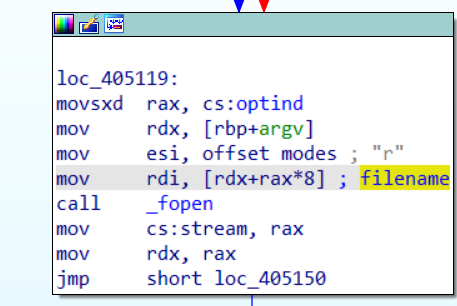 loc_405119:
movsxd rax, cs:optind
mov rdx, [rbp+argv]
mov esi, offset modes ; "r"
mov rdi, [rdx+rax*8] ; filename
call _fopen
mov cs:stream, rax
mov rdx, rax
jmp short loc_405150